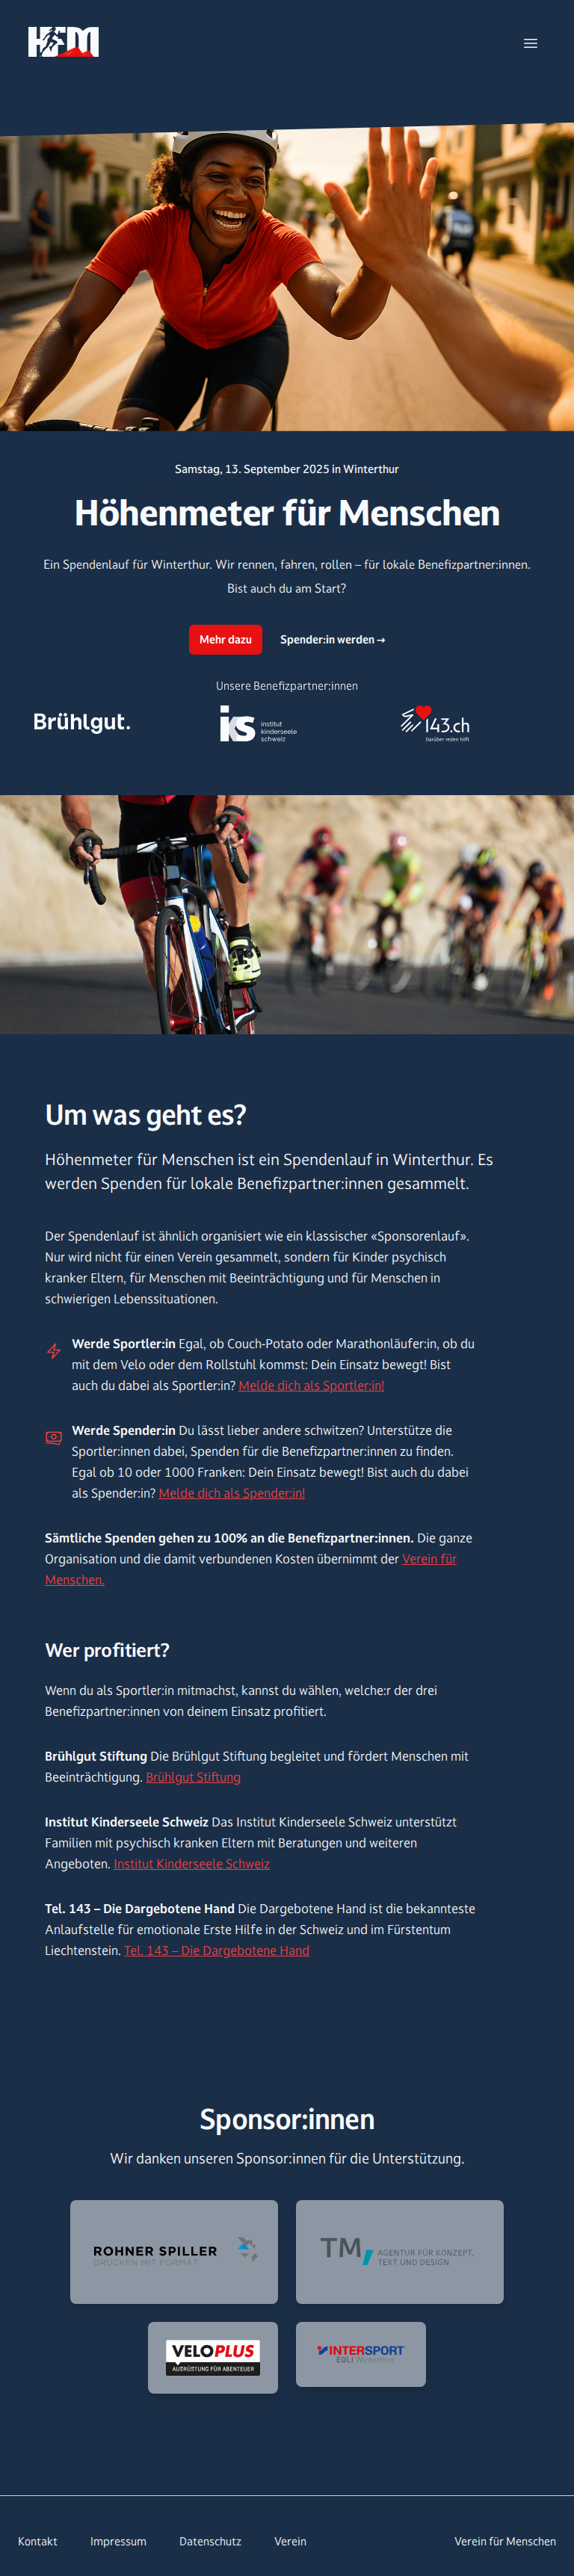 HFM
Samstag, 13. September 2025 in Winterthur
Höhenmeter für Menschen
Ein Spendenlauf für Winterthur. Wir rennen, fahren, rollen – für lokale Benefizpartner:innen.
Bist auch du am Start?
Mehr dazu
Spender:in werden →
Unsere Benefizpartner:innen
Brühlgut.
iks institut
kinderseele
schweiz
143.ch
Darüber reden hilft
Um was geht es?
Höhenmeter für Menschen ist ein Spendenlauf in Winterthur. Es
werden Spenden für lokale Benefizpartner:innen gesammelt.
Der Spendenlauf ist ähnlich organisiert wie ein klassischer «Sponsorenlauf».
Nur wird nicht für einen Verein gesammelt, sondern für Kinder psychisch
kranker Eltern, für Menschen mit Beeinträchtigung und für Menschen in
schwierigen Lebenssituationen.
Werde Sportler:in Egal, ob Couch-Potato oder Marathonläufer:in, ob du
mit dem Velo oder dem Rollstuhl kommst: Dein Einsatz bewegt! Bist
auch du dabei als Sportler:in? Melde dich als Sportler:in!
Werde Spender:in Du lässt lieber andere schwitzen? Unterstütze die
Sportler:innen dabei, Spenden für die Benefizpartner:innen zu finden.
Egal ob 10 oder 1000 Franken: Dein Einsatz bewegt! Bist auch du dabei
als Spender:in? Melde dich als Spender:in!
Sämtliche Spenden gehen zu 100% an die Benefizpartner:innen. Die ganze
Organisation und die damit verbundenen Kosten übernimmt der Verein für
Menschen.
Wer profitiert?
Wenn du als Sportler:in mitmachst, kannst du wählen, welche:r der drei
Benefizpartner:innen von deinem Einsatz profitiert.
Brühlgut Stiftung Die Brühlgut Stiftung begleitet und fördert Menschen mit
Beeinträchtigung. Brühlgut Stiftung
Institut Kinderseele Schweiz Das Institut Kinderseele Schweiz unterstützt
Familien mit psychisch kranken Eltern mit Beratungen und weiteren
Angeboten. Institut Kinderseele Schweiz
Tel. 143 – Die Dargebotene Hand Die Dargebotene Hand ist die bekannteste
Anlaufstelle für emotionale Erste Hilfe in der Schweiz und im Fürstentum
Liechtenstein. Tel. 143 – Die Dargebotene Hand
Sponsor:innen
Wir danken unseren Sponsor:innen für die Unterstützung.
ROHNER SPILLER
DRUCKEN MIT FORMAT
TM, AGENTUR FÜR KONZEPT,
TEXT UND DESIGN
VELOPLUS
AUSRÜSTUNG FÜR ABENTEUER
INTERSPORT
EGLI Winterthur
Kontakt
Impressum
Datenschutz
Verein
Verein für Menschen